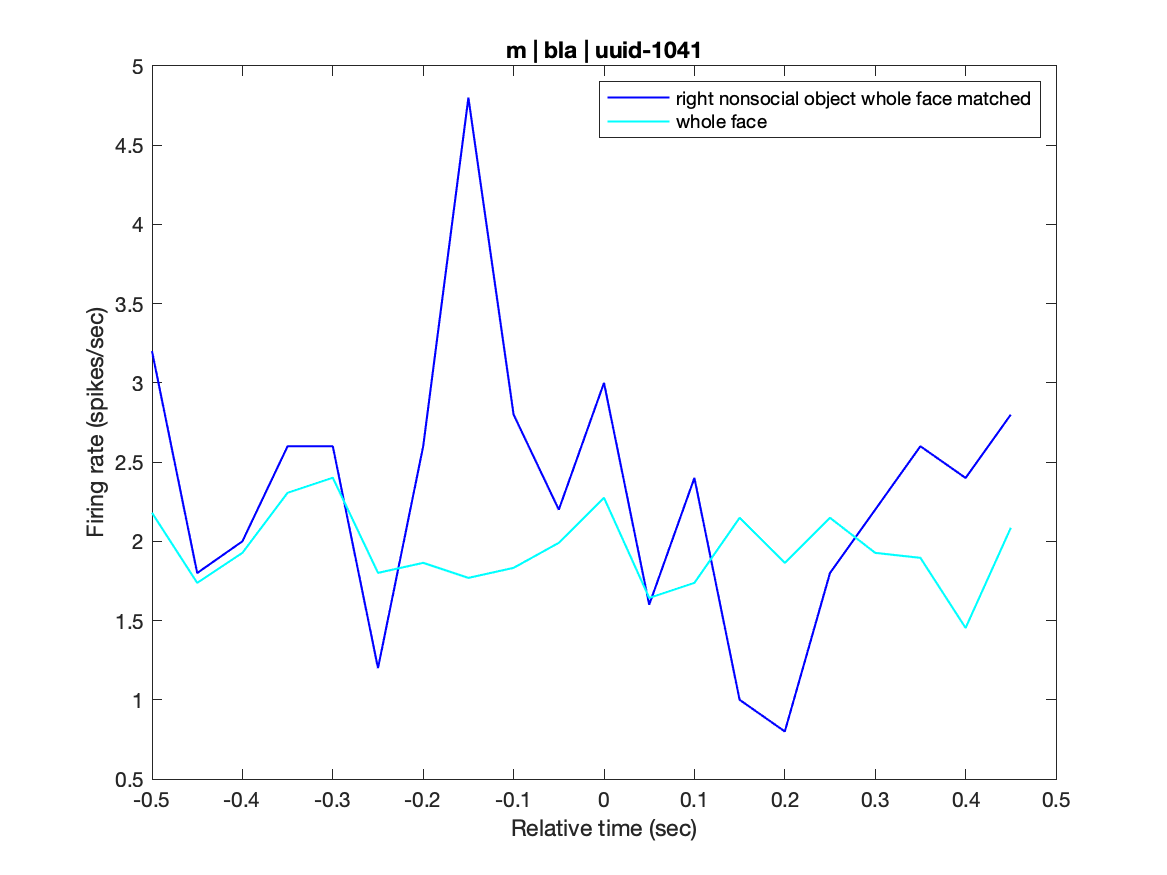 m | bla | uuid-1041
right nonsocial object whole face matched
whole face
5
4.5
4
3.5
3
2.5
2
1.5
1
0.5
Firing rate (spikes/sec)
-0.5 -0.4 -0.3 -0.2 -0.1 0 0.1 0.2 0.3 0.4 0.5
Relative time (sec)